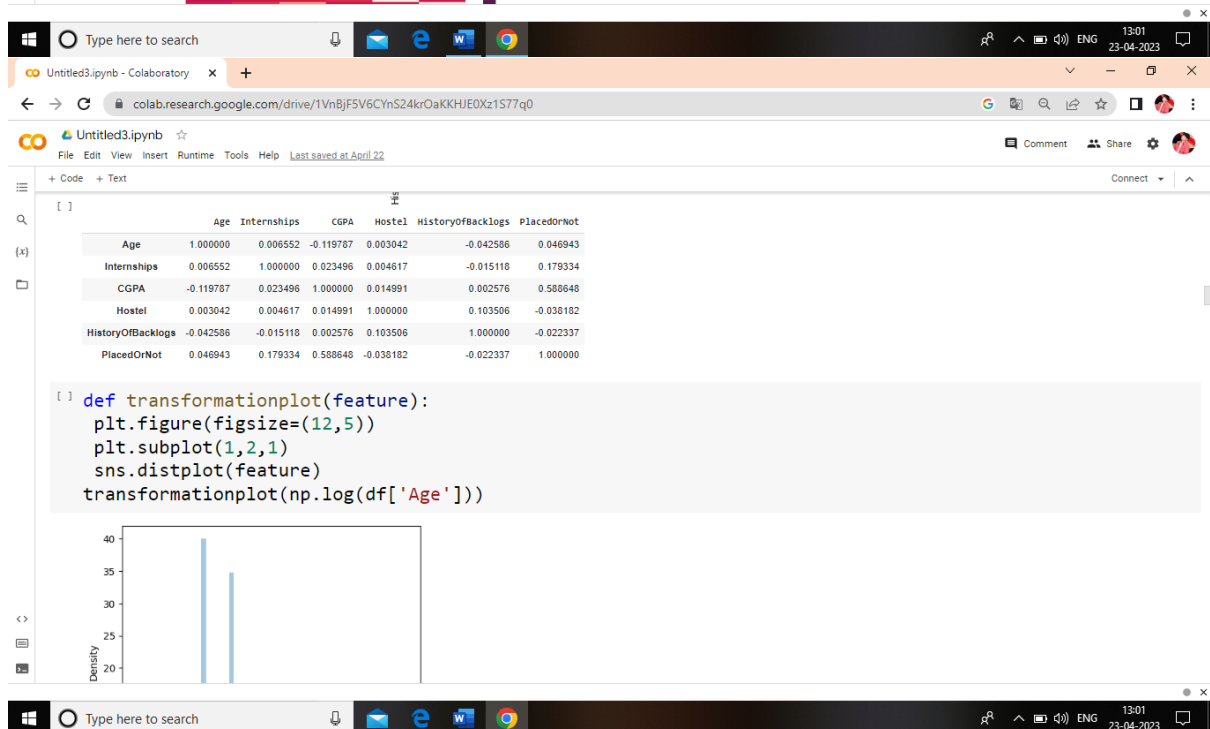 Type here to search
ENG
13:01
23-04-2023
Untitled3.ipynb - Colaboratory
colab.research.google.com/drive/1VnBjF5V6CYnS24krOaKKHJE0Xz1S77q0
Untitled3.ipynb
Comment Share
File Edit View Insert Runtime Tools Help Last saved at April 22
+ Code + Text
Connect
His
[ ]
Age Internships CGPA Hostel HistoryOfBacklogs PlacedOrNot
Age 1.000000 0.006552 -0.119787 0.003042 -0.042586 0.046943
Internships 0.006552 1.000000 0.023496 0.004617 -0.015118 0.179334
{x}
CGPA -0.119787 0.023496 1.000000 0.014991 0.002576 0.588648
Hostel 0.003042 0.004617 0.014991 1.000000 0.103506 -0.038182
HistoryOfBacklogs -0.042586 -0.015118 0.002576 0.103506 1.000000 -0.022337
PlacedOrNot 0.046943 0.179334 0.588648 -0.038182 -0.022337 1.000000
[ ] def transformationplot(feature):
plt.figure(figsize=(12,5))
plt.subplot(1,2,1)
sns.distplot(feature)
transformationplot(np.log(df['Age']))
40
35
30
25
20
Density
Type here to search
ENG
13:01
23-04-2023